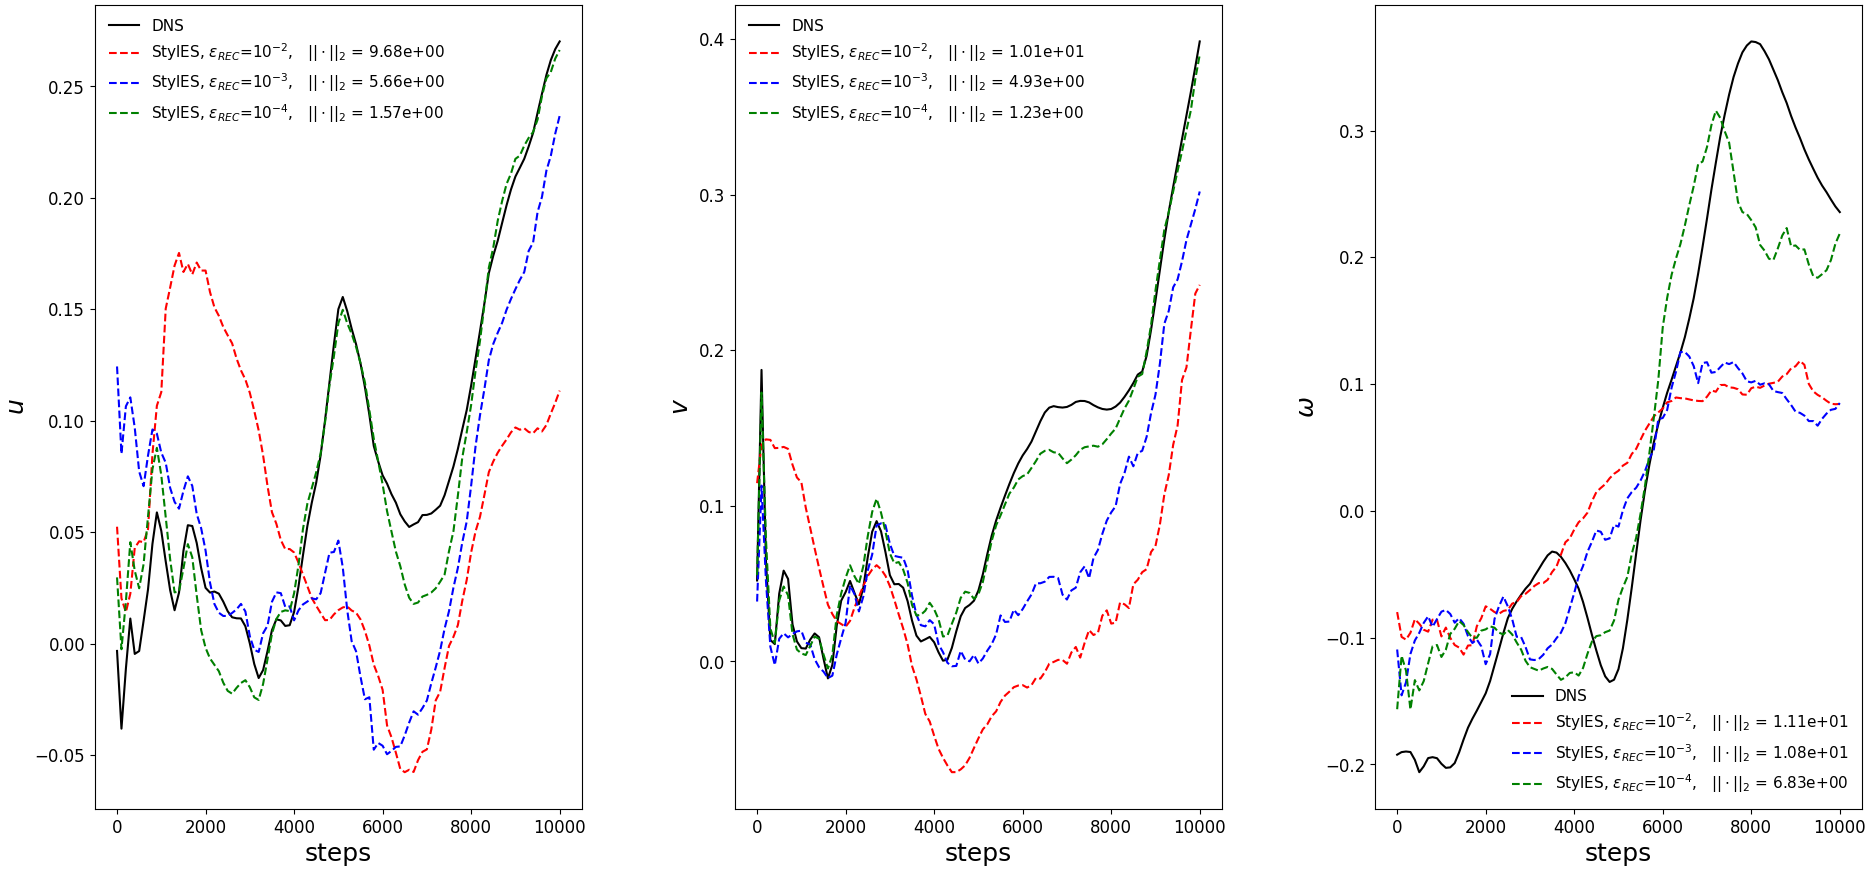 DNS
StylES, ε_REC=10^−2, ||·||_2 = 9.68e+00
StylES, ε_REC=10^−3, ||·||_2 = 5.66e+00
StylES, ε_REC=10^−4, ||·||_2 = 1.57e+00
0.25
0.20
0.15
0.10
0.05
0.00
−0.05
u
0 2000 4000 6000 8000 10000
steps
DNS
StylES, ε_REC=10^−2, ||·||_2 = 1.01e+01
StylES, ε_REC=10^−3, ||·||_2 = 4.93e+00
StylES, ε_REC=10^−4, ||·||_2 = 1.23e+00
0.4
0.3
0.2
0.1
0.0
v
0 2000 4000 6000 8000 10000
steps
0.3
0.2
0.1
0.0
−0.1
−0.2
ω
DNS
StylES, ε_REC=10^−2, ||·||_2 = 1.11e+01
StylES, ε_REC=10^−3, ||·||_2 = 1.08e+01
StylES, ε_REC=10^−4, ||·||_2 = 6.83e+00
0 2000 4000 6000 8000 10000
steps